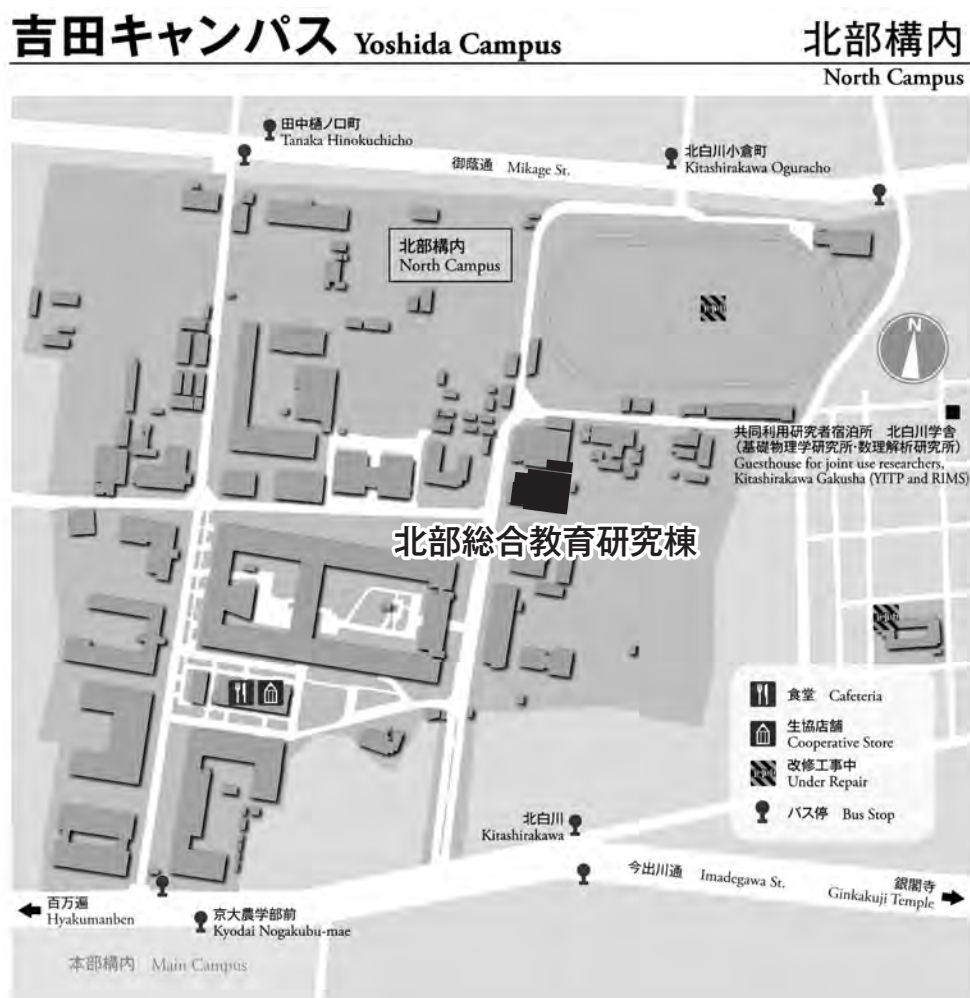 吉田キャンパス Yoshida Campus
北部構内
North Campus
田中樋ノ口町
Tanaka Hinokuchicho
御蔭通 Mikage St.
北白川小倉町
Kitashirakawa Oguracho
北部構内
North Campus
N
共同利用研究者宿泊所 北白川学舎
(基礎物理学研究所・数理解析研究所)
Guesthouse for joint use researchers,
Kitashirakawa Gakusha (YITP and RIMS)
北部総合教育研究棟
食堂 Cafeteria
生協店舗
Cooperative Store
改修工事中
Under Repair
バス停 Bus Stop
北白川
Kitashirakawa
今出川通 Imadegawa St.
銀閣寺
Ginkakuji Temple
百万遍
Hyakumanben
京大農学部前
Kyodai Nogakubu-mae
本部構内 Main Campus